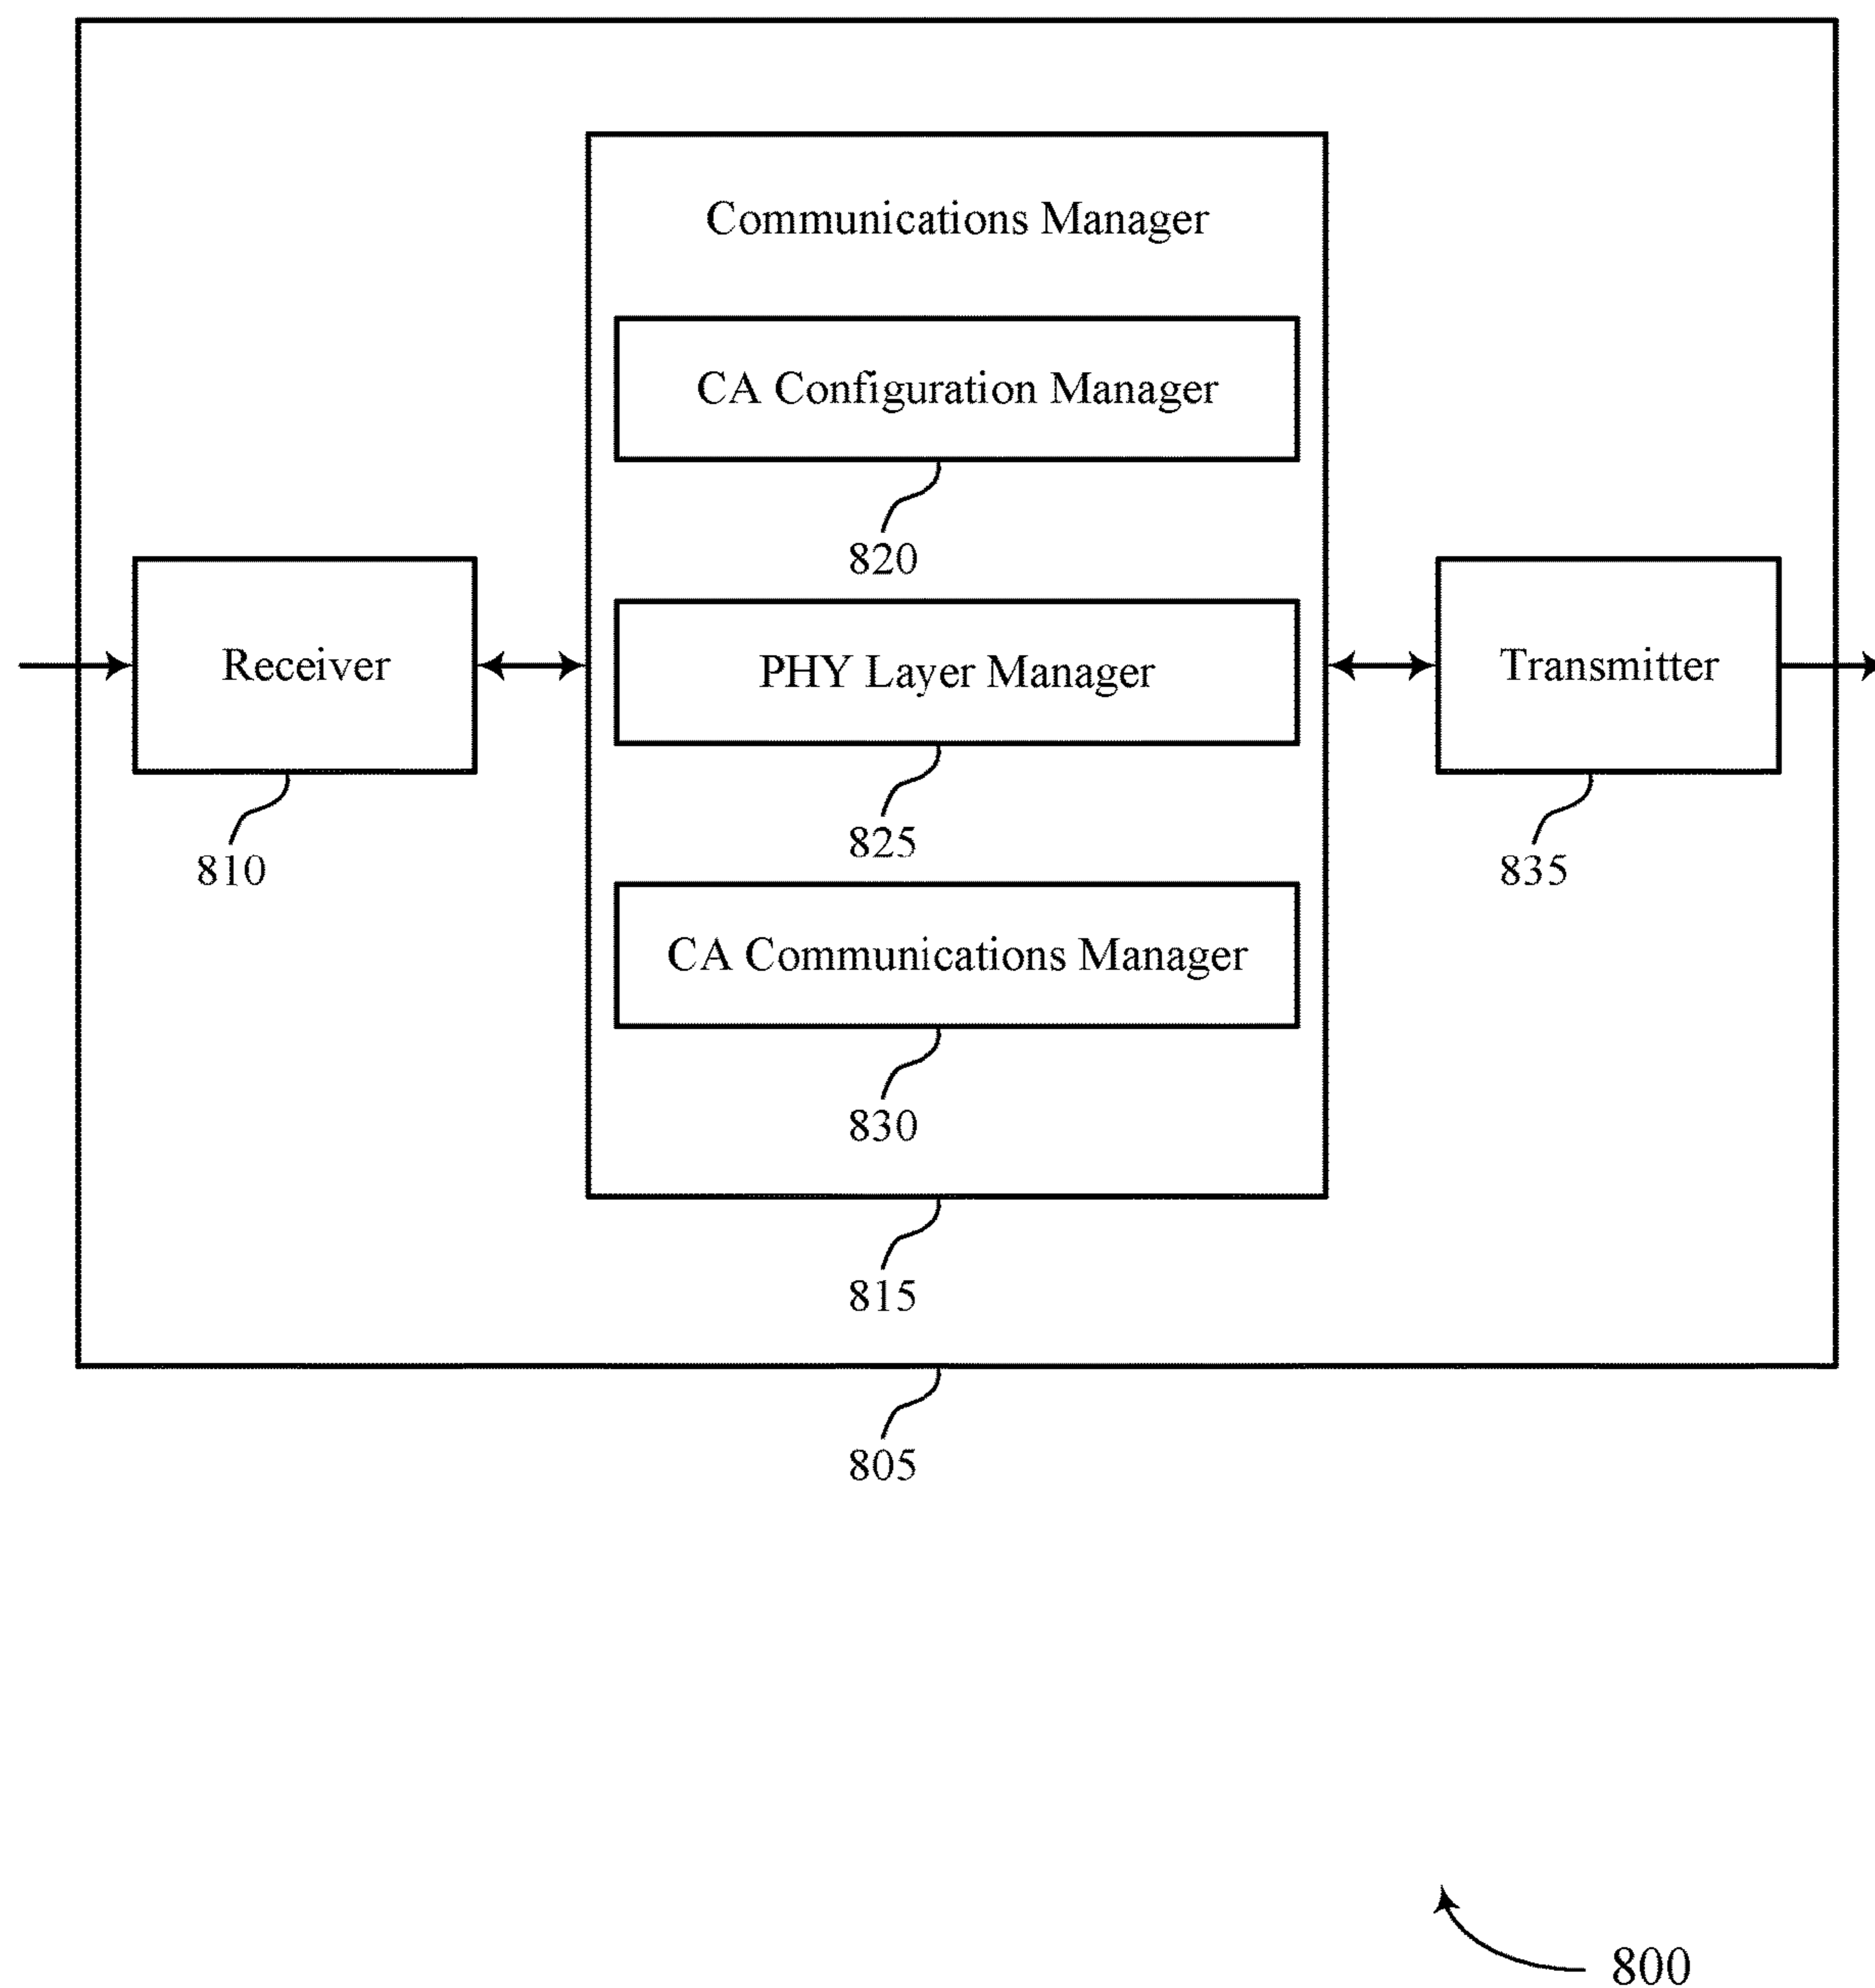 Communications Manager
CA Configuration Manager
820
Receiver
PHY Layer Manager
Transmitter
810
825
835
CA Communications Manager
830
815
805
800